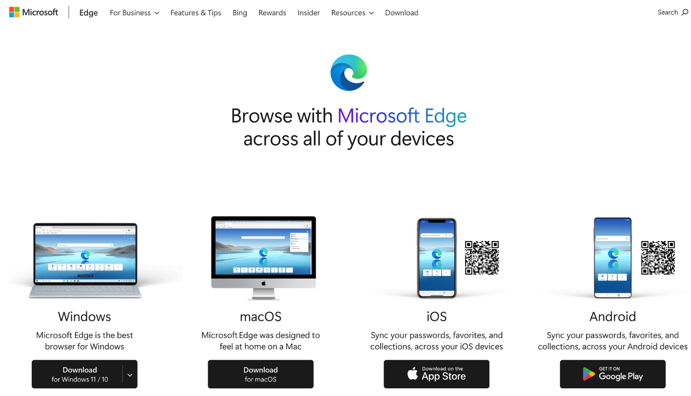 Microsoft
Edge
For Business
Features & Tips
Bing
Rewards
Insider
Resources
Download
Search
Browse with Microsoft Edge
across all of your devices
Windows
Microsoft Edge is the best
browser for Windows
Download
for Windows 11 / 10
macOS
Microsoft Edge was designed to
feel at home on a Mac
Download
for macOS
iOS
Sync your passwords, favorites, and
collections, across your iOS devices
Download on the
App Store
Android
Sync your passwords, favorites, and
collections, across your Android devices
GET IT ON
Google Play